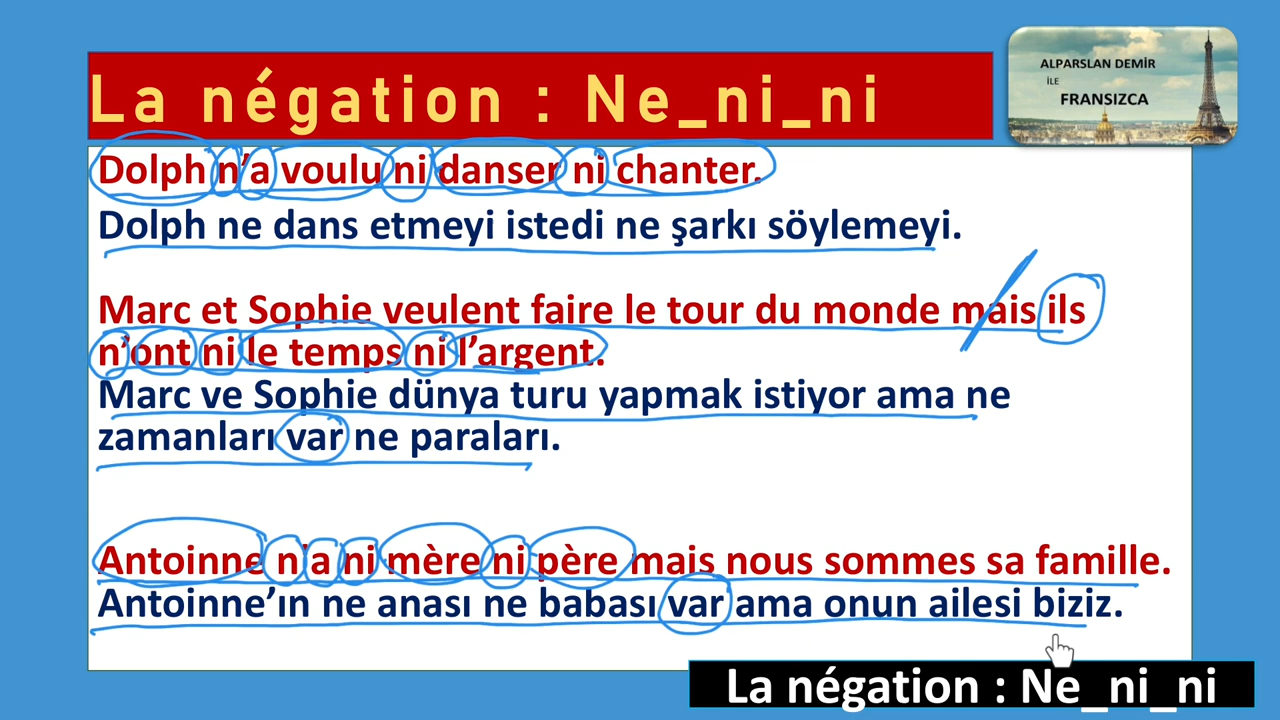 La négation : Ne_ni_ni
ALPARSLAN DEMİR
İLE
FRANSIZCA
Dolph n'a voulu ni danser ni chanter.
Dolph ne dans etmeyi istedi ne şarkı söylemeyi.
Marc et Sophie veulent faire le tour du monde mais ils
n'ont ni le temps ni l'argent.
Marc ve Sophie dünya turu yapmak istiyor ama ne
zamanları var ne paraları.
Antoinne n'a ni mère ni père mais nous sommes sa famille.
Antoinne'ın ne anası ne babası var ama onun ailesi biziz.
La négation : Ne_ni_ni